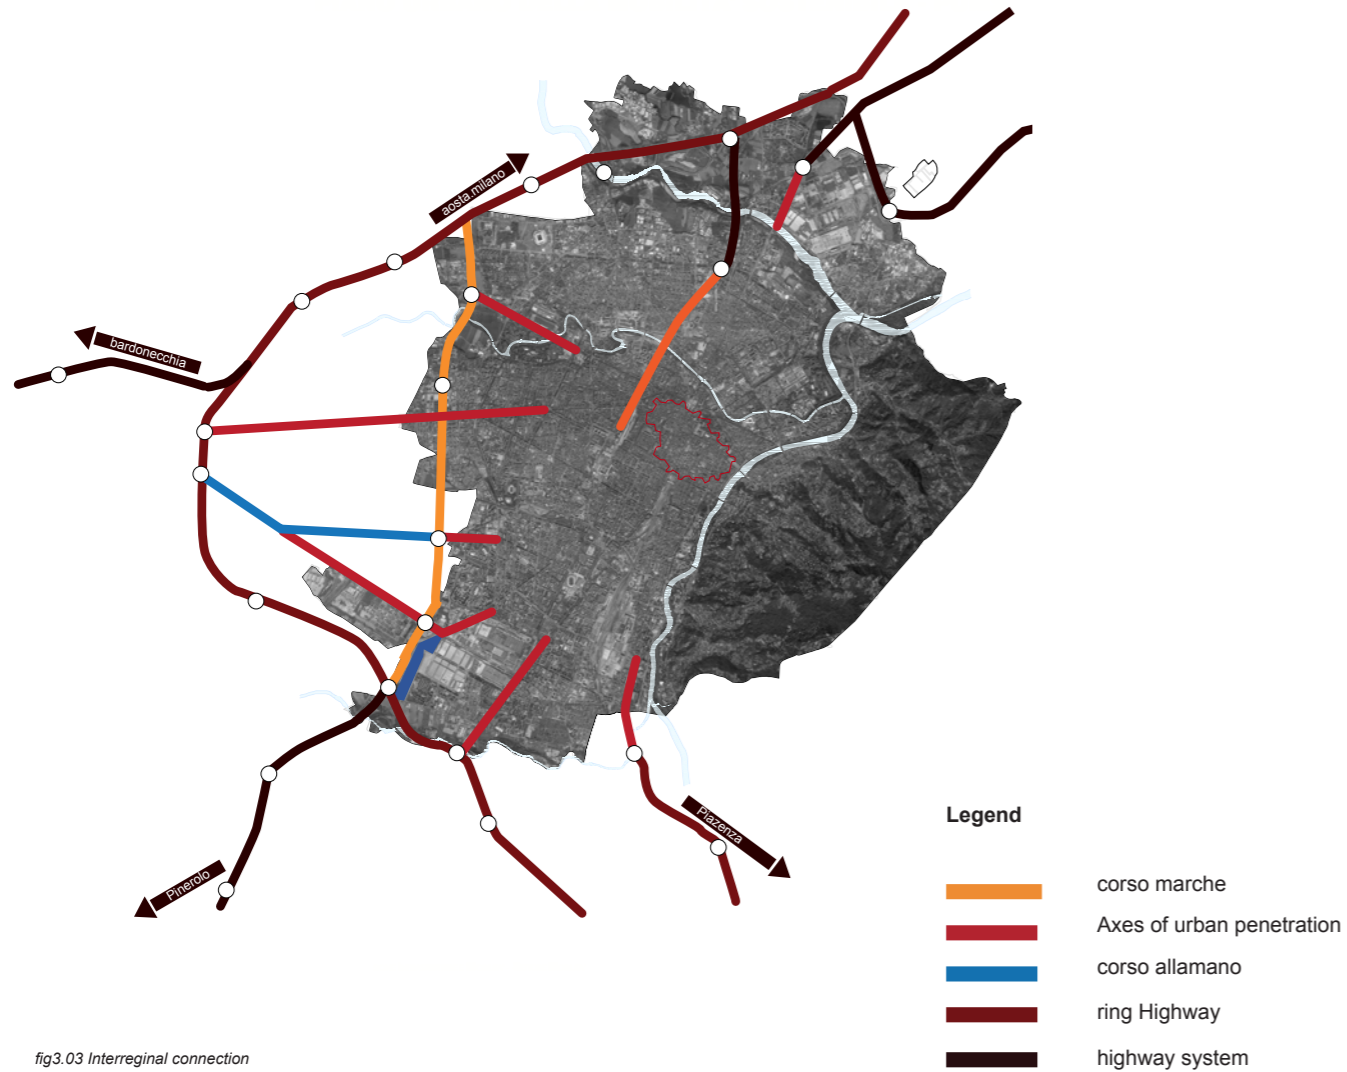 aosta.milano
bardonecchia
Piazenza
Pinerolo
Legend
corso marche
Axes of urban penetration
corso allamano
ring Highway
highway system
fig3.03 Interreginal connection